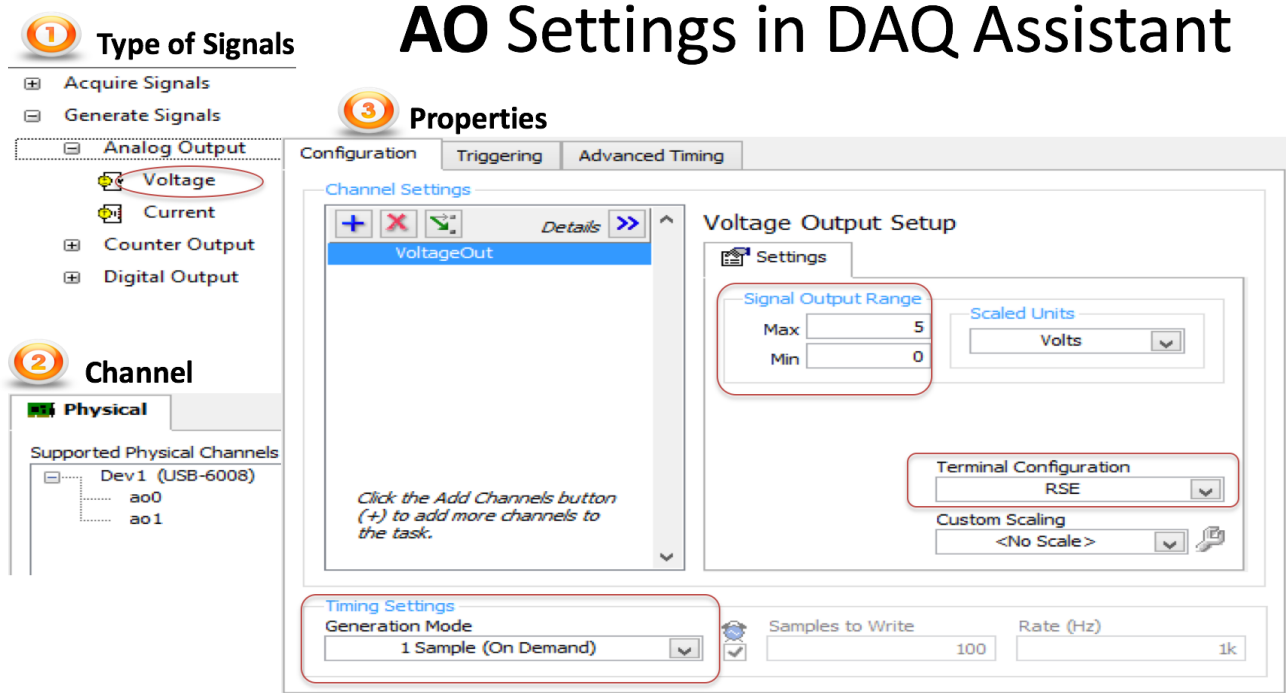 AO Settings in DAQ Assistant
1 Type of Signals
Acquire Signals
Generate Signals
Analog Output
Voltage
Current
Counter Output
Digital Output
2 Channel
Physical
Supported Physical Channels
Dev1 (USB-6008)
ao0
ao1
3 Properties
Configuration Triggering Advanced Timing
Channel Settings
Details
VoltageOut
Click the Add Channels button
(+) to add more channels to
the task.
Voltage Output Setup
Settings
Signal Output Range
Max 5
Min 0
Scaled Units
Volts
Terminal Configuration
RSE
Custom Scaling
<No Scale>
Timing Settings
Generation Mode
1 Sample (On Demand)
Samples to Write
100
Rate (Hz)
1k